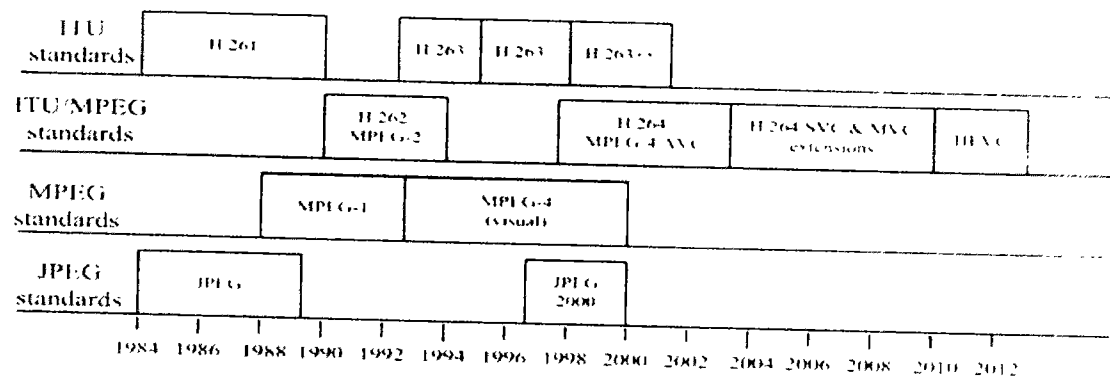 ITU
standards
H.261
H.263
H.263
H.263++
ITU/MPEG
standards
H.262
MPEG-2
H.264
MPEG-4 AVC
H.264 SVC & MVC
extensions
HEVC
MPEG
standards
MPEG-1
MPEG-4
(visual)
JPEG
standards
JPEG
JPEG
2000
1984 1986 1988 1990 1992 1994 1996 1998 2000 2002 2004 2006 2008 2010 2012